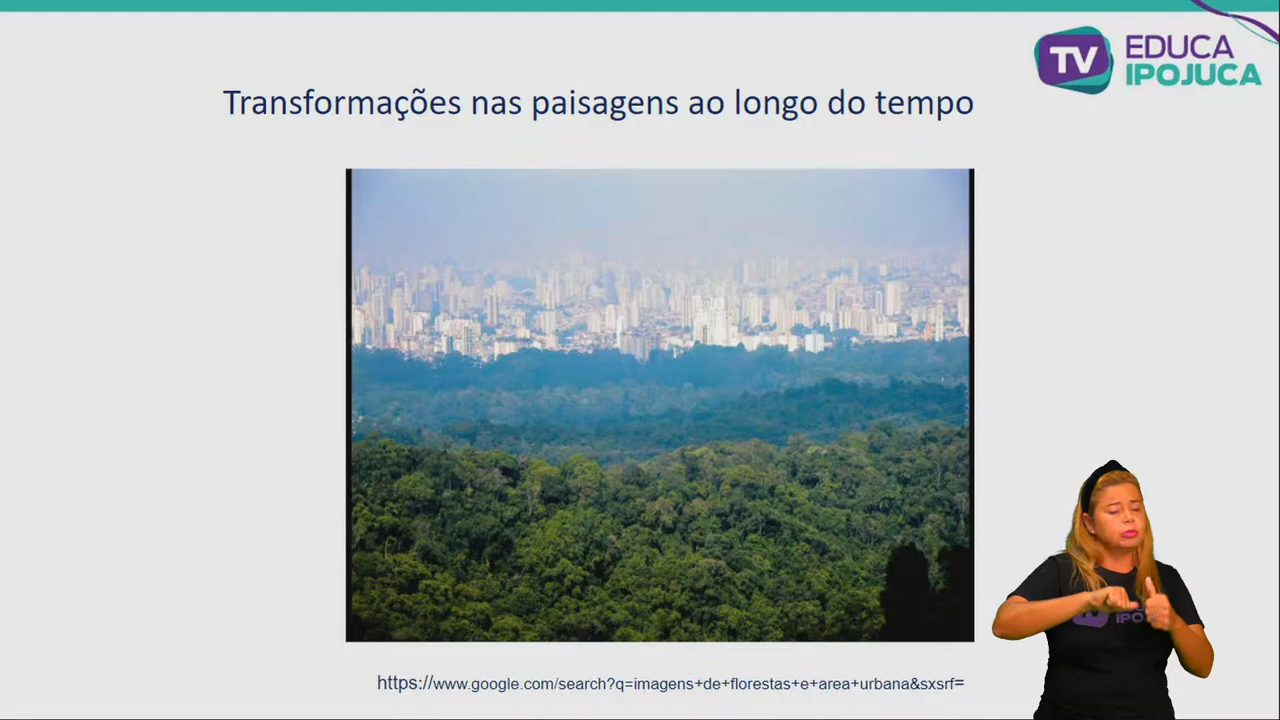 TV EDUCA
IPOJUCA
Transformações nas paisagens ao longo do tempo
IPO
https://www.google.com/search?q=imagens+de+florestas+e+area+urbana&sxsrf=